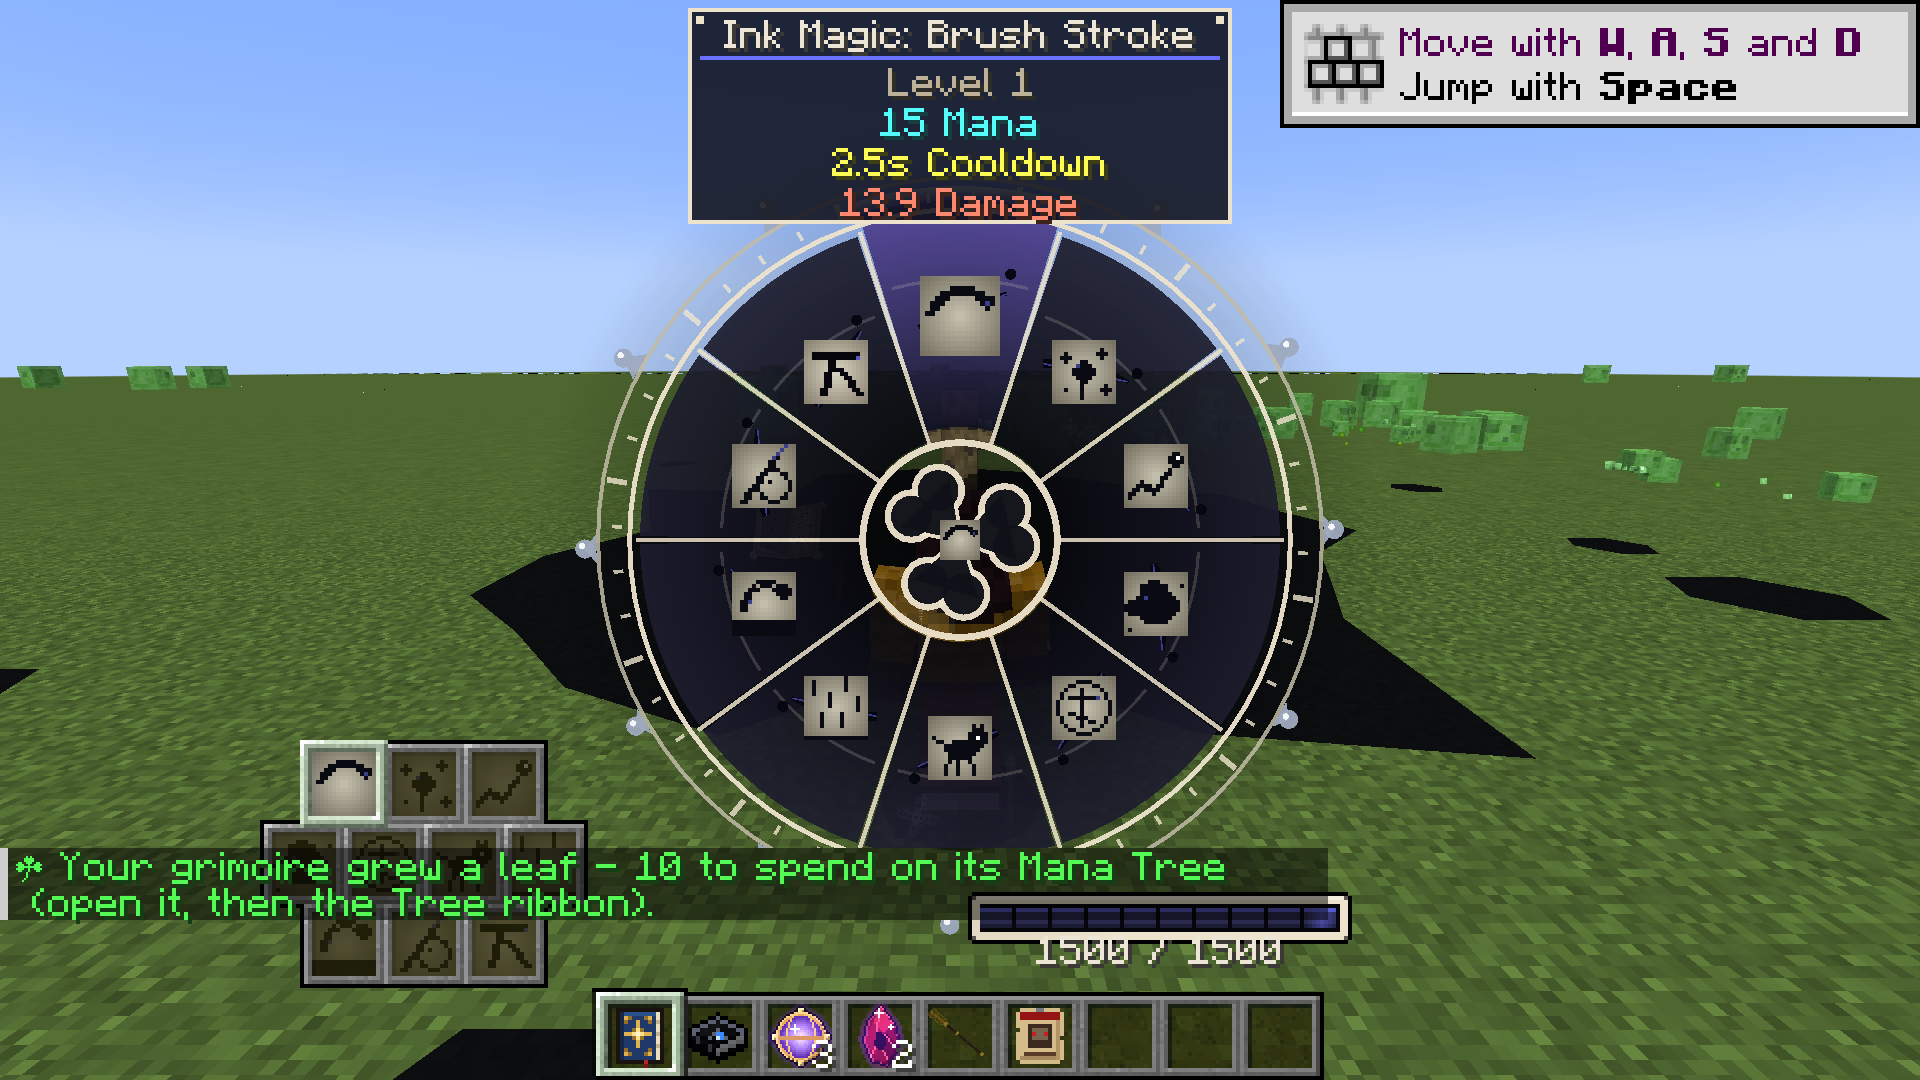 Ink Magic: Brush Stroke
Level 1
15 Mana
2.5s Cooldown
13.9 Damage
Move with W, A, S and D
Jump with Space
☘ Your grimoire grew a leaf – 10 to spend on its Mana Tree
(open it, then the Tree ribbon).
1500 / 1500
3
2